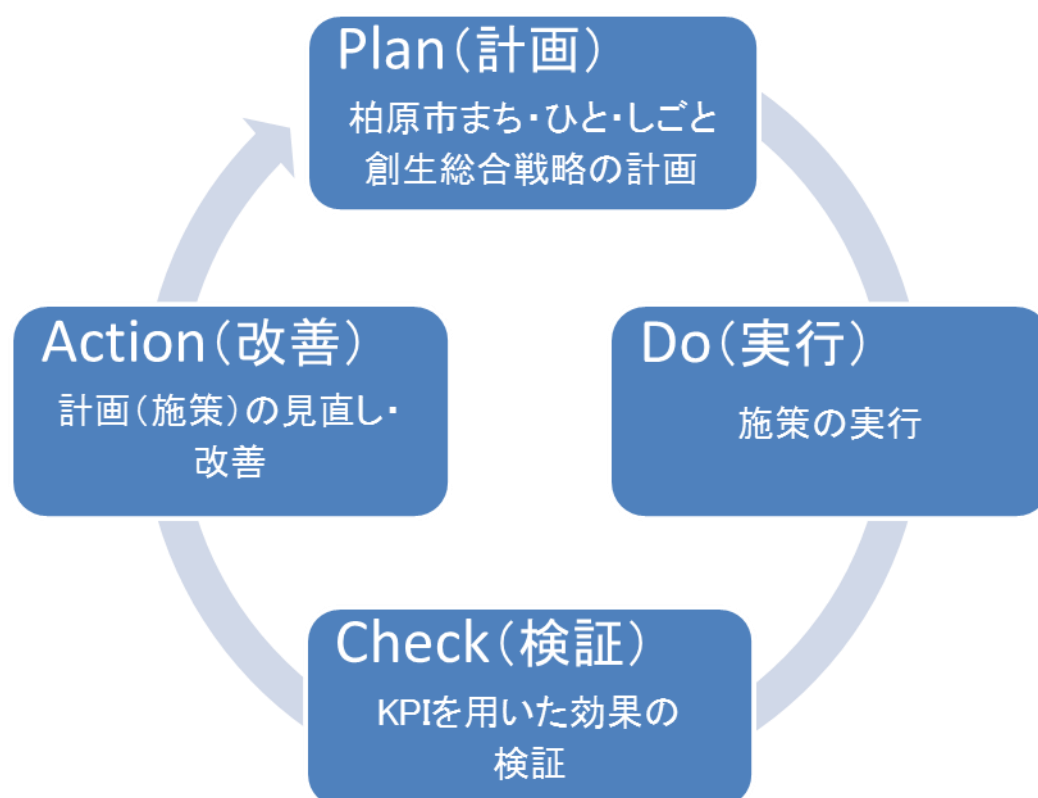 Plan(計画)
柏原市まち・ひと・しごと
創生総合戦略の計画
Do(実行)
施策の実行
Check(検証)
KPIを用いた効果の
検証
Action(改善)
計画(施策)の見直し・
改善